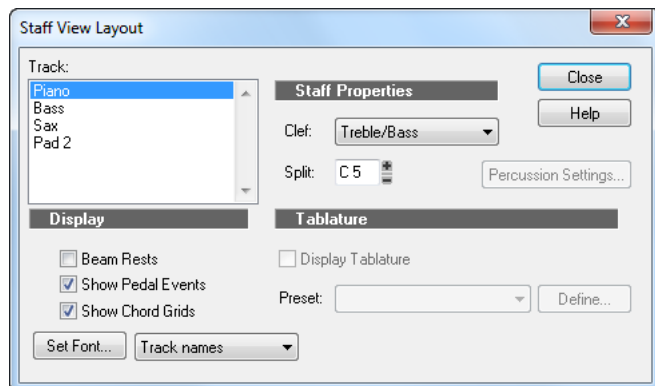 Staff View Layout
Track:
Piano
Bass
Sax
Pad 2
Staff Properties
Clef:
Treble/Bass
Split:
C 5
Close
Help
Percussion Settings...
Display
Beam Rests
Show Pedal Events
Show Chord Grids
Set Font...
Track names
Tablature
Display Tablature
Preset:
Define...